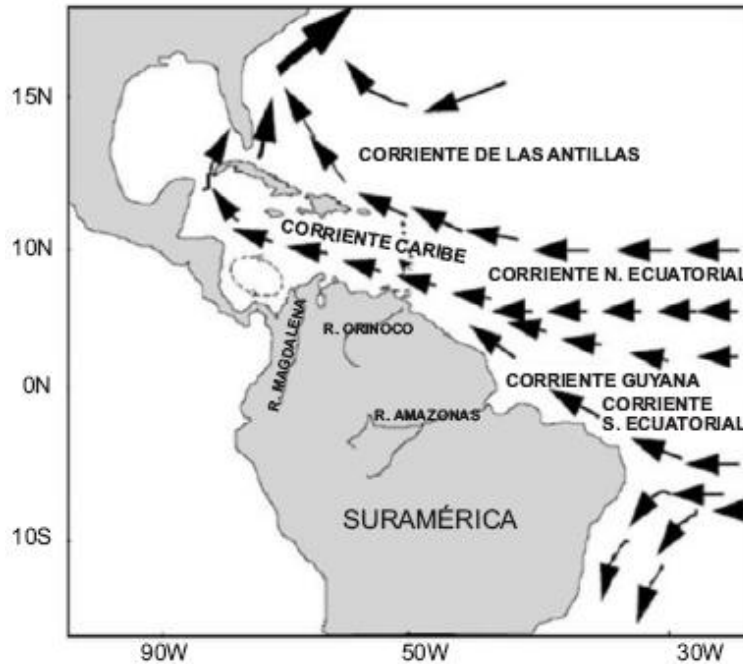 15N
CORRIENTE DE LAS ANTILLAS
10N
CORRIENTE CARIBE
CORRIENTE N. ECUATORIAL
R. MAGDALENA
R. ORINOCO
0N
CORRIENTE GUYANA
CORRIENTE
S. ECUATORIAL
R. AMAZONAS
SURAMÉRICA
10S
90W
50W
30W